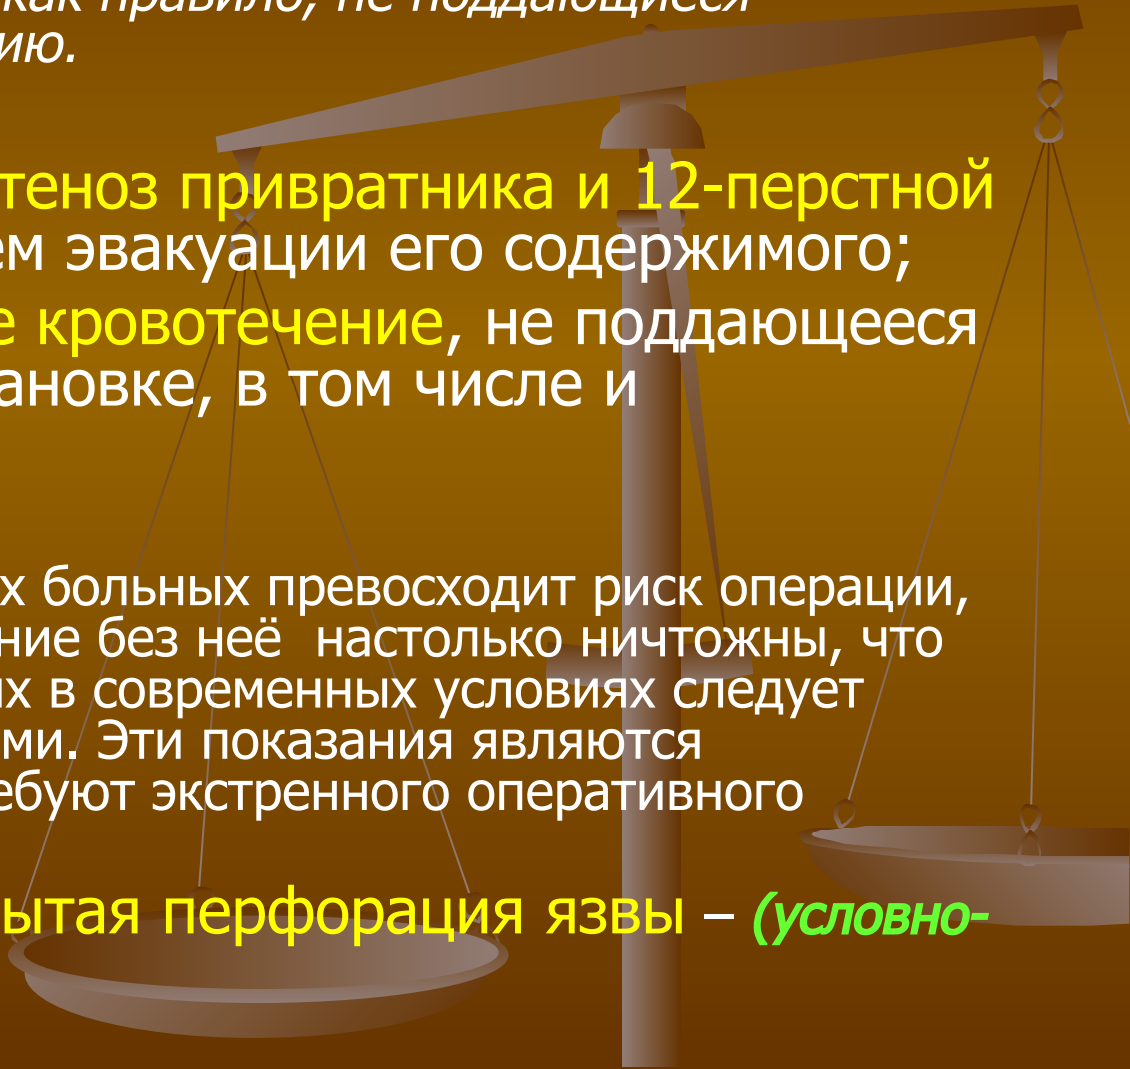 как правило, не поддающиеся
ию.
теноз привратника и 12-перстной
ем эвакуации его содержимого;
е кровотечение, не поддающееся
ановке, в том числе и
х больных превосходит риск операции,
ние без неё настолько ничтожны, что
ых в современных условиях следует
ми. Эти показания являются
ебуют экстренного оперативного
ытая перфорация язвы – (условно-